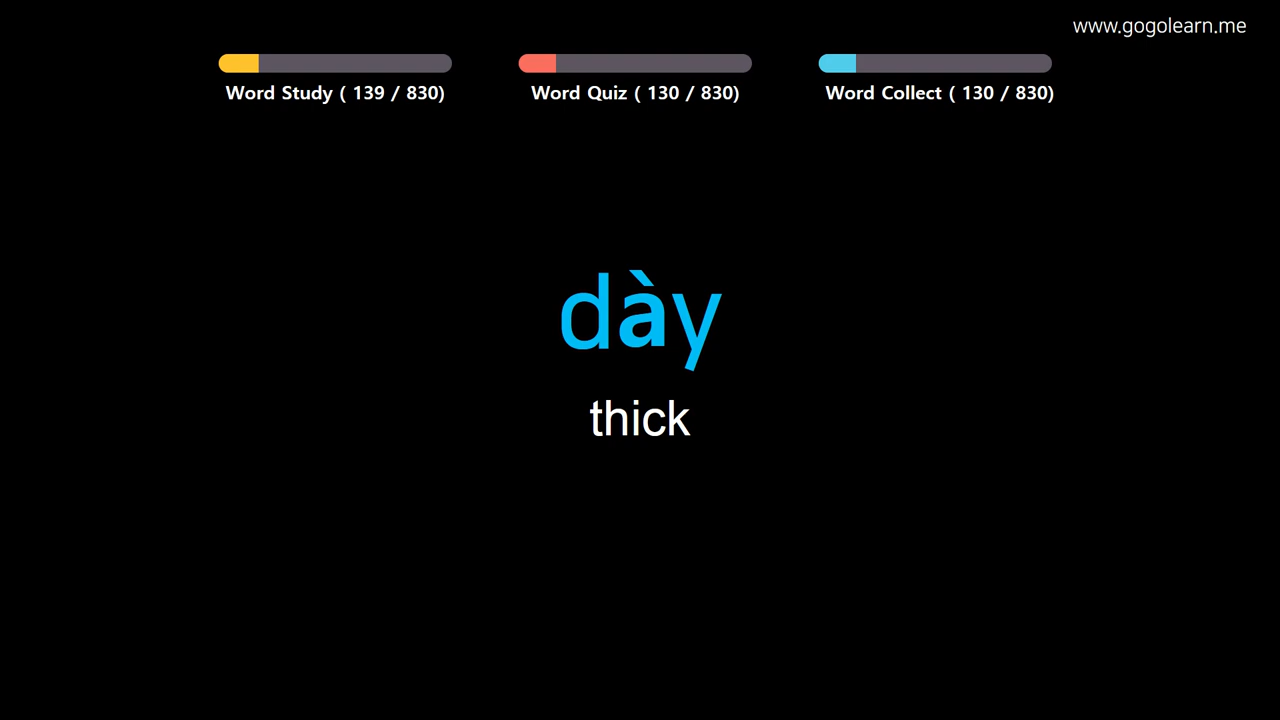 www.gogolearn.me
Word Study ( 139 / 830)
Word Quiz ( 130 / 830)
Word Collect ( 130 / 830)
dày
thick